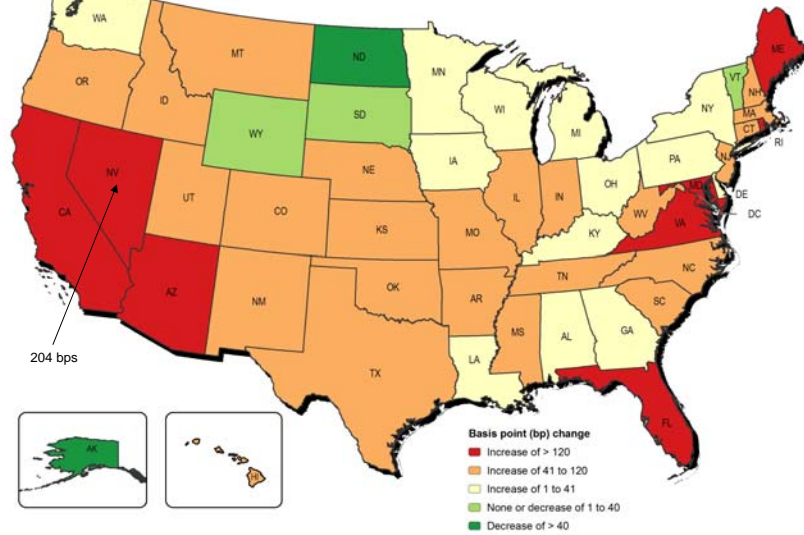 WA
MT
ND
MN
ME
VT
NH
OR
ID
SD
WI
NY
MA
CT
RI
WY
MI
IA
PA
NJ
NV
NE
OH
MD
DE
UT
IL
IN
DC
CA
CO
WV
VA
KS
MO
KY
NC
TN
AZ
OK
NM
AR
SC
MS
AL
GA
204 bps
LA
TX
FL
AK
HI
Basis point (bp) change
Increase of > 120
Increase of 41 to 120
Increase of 1 to 41
None or decrease of 1 to 40
Decrease of > 40